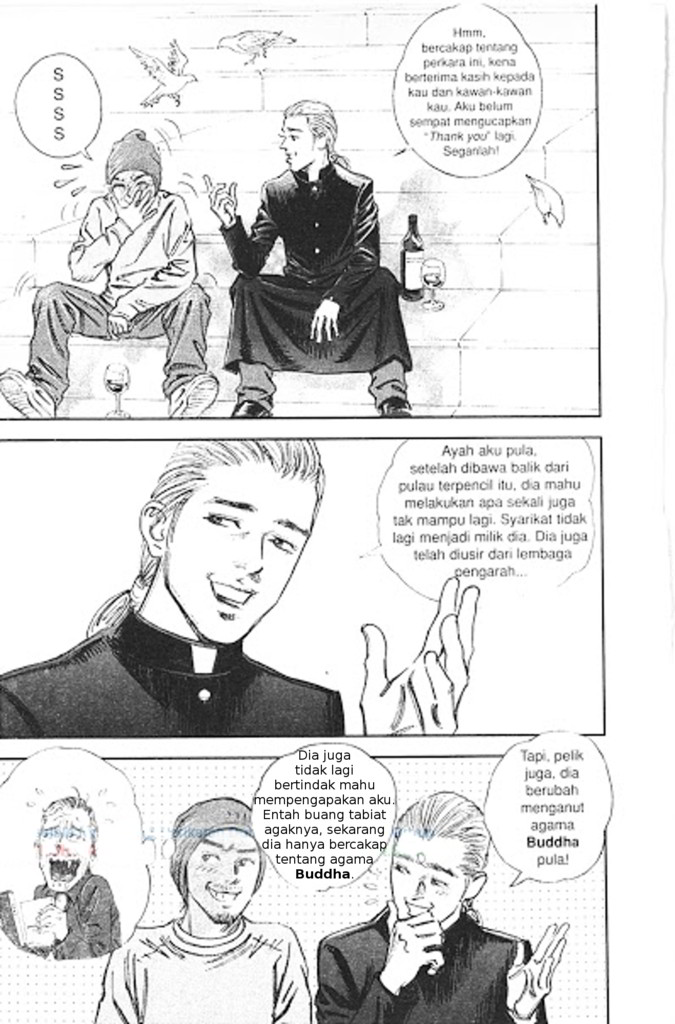 Hmm,
bercakap tentang
perkara ini, kena
berterima kasih kepada
kau dan kawan-kawan
kau. Aku belum
sempat mengucapkan
"Thank you" lagi.
Seganlah!
S
S
S
S
Ayah aku pula,
setelah dibawa balik dari
pulau terpencil itu, dia mahu
melakukan apa sekali juga
tak mampu lagi. Syarikat tidak
lagi menjadi milik dia. Dia juga
telah diusir dari lembaga
pengarah...
Tapi, pelik
juga, dia
berubah
menganut
agama
Buddha
pula!
Dia juga
tidak lagi
bertindak mahu
mempengapakan aku.
Entah buang tabiat
agaknya, sekarang
dia hanya bercakap
tentang agama
Buddha.